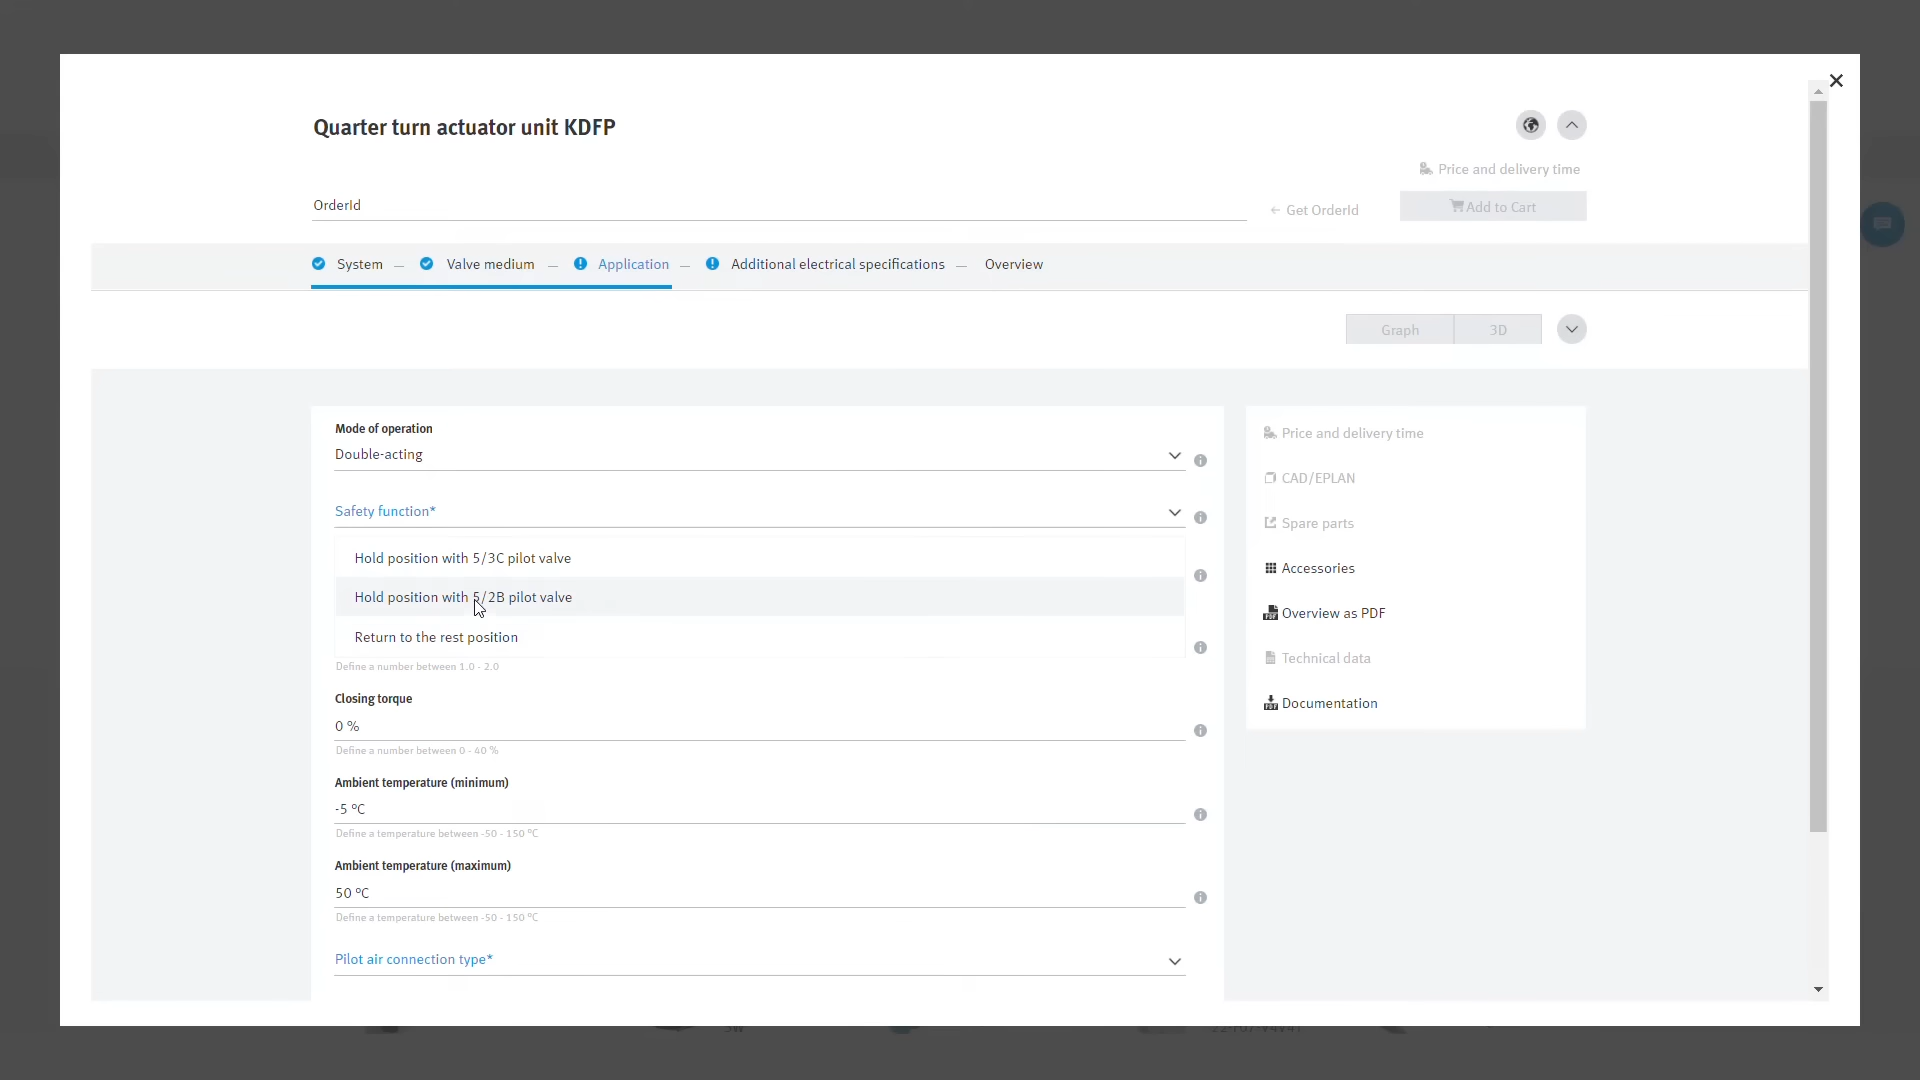 Quarter turn actuator unit KDFP
Price and delivery time
OrderId
← Get OrderId
Add to Cart
System — Valve medium — Application — Additional electrical specifications — Overview
Graph 3D
Mode of operation
Double-acting
Safety function*
Hold position with 5/3C pilot valve
Hold position with 5/2B pilot valve
Return to the rest position
Define a number between 1.0 - 2.0
Closing torque
0 %
Define a number between 0 - 40 %
Ambient temperature (minimum)
-5 °C
Define a temperature between -50 - 150 °C
Ambient temperature (maximum)
50 °C
Define a temperature between -50 - 150 °C
Pilot air connection type*
Price and delivery time
CAD/EPLAN
Spare parts
Accessories
Overview as PDF
Technical data
Documentation